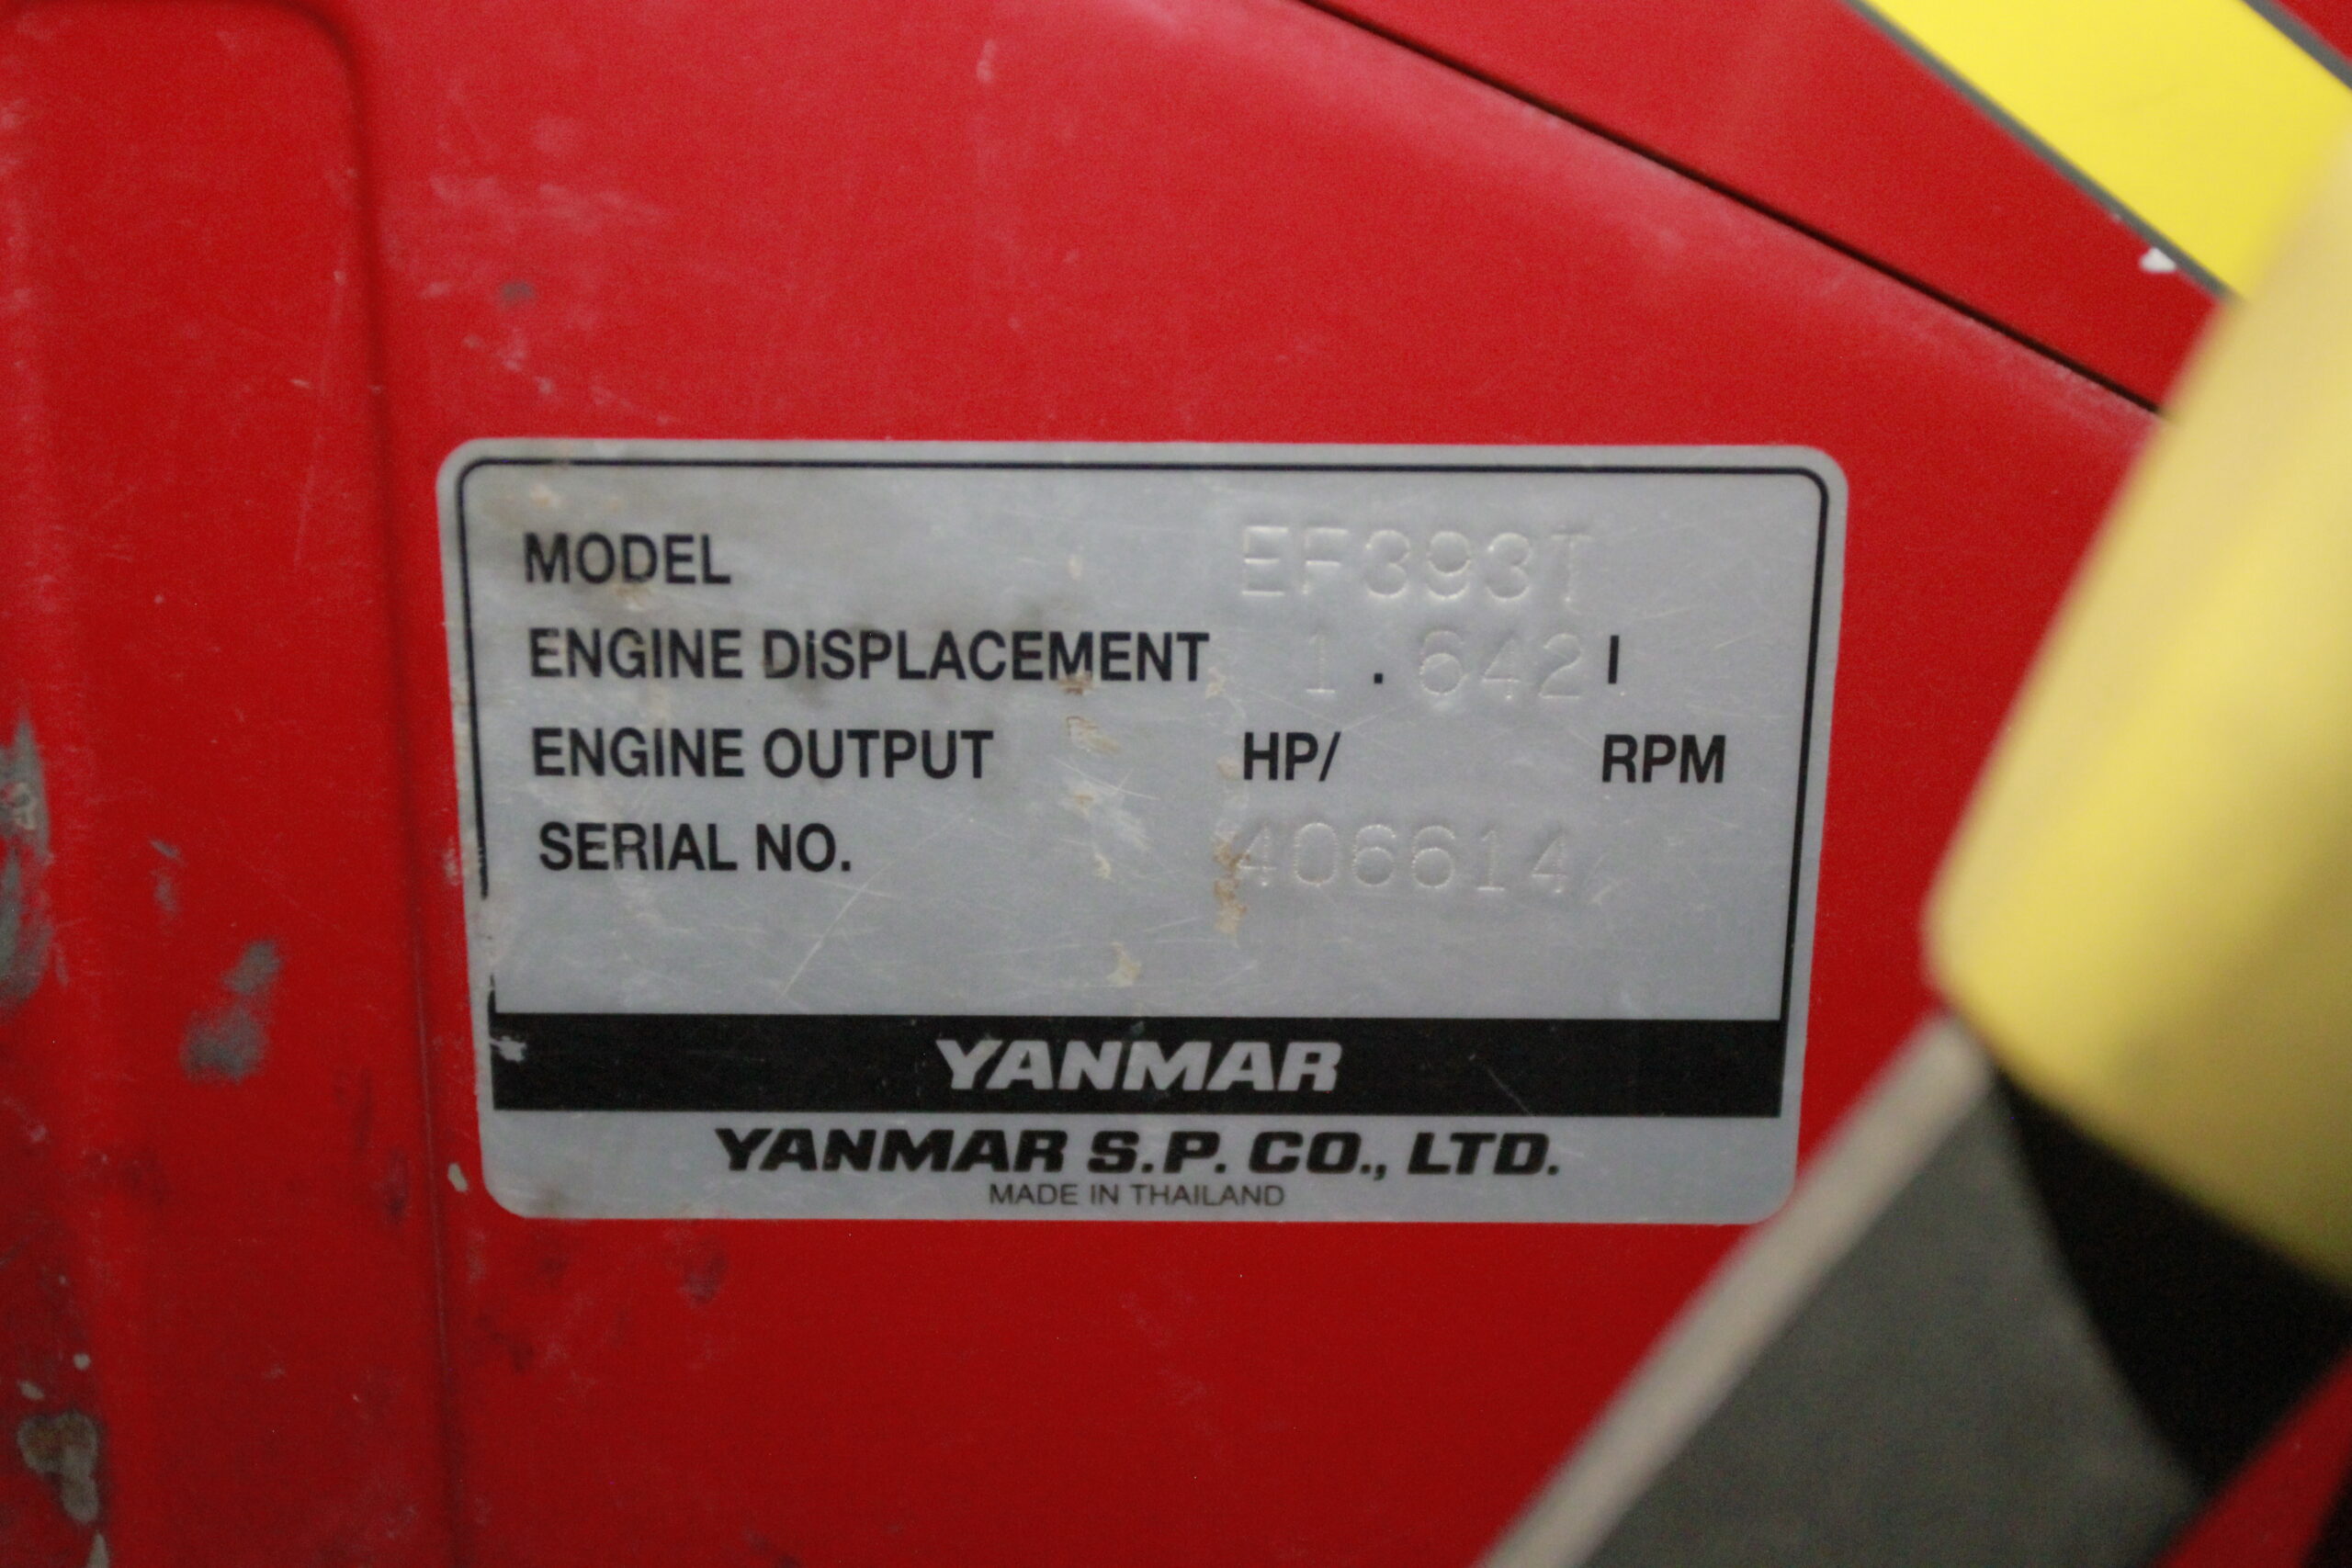 MODEL EF393T
ENGINE DISPLACEMENT 1.642 l
ENGINE OUTPUT HP/ RPM
SERIAL NO. 406614
YANMAR
YANMAR S.P. CO., LTD.
MADE IN THAILAND